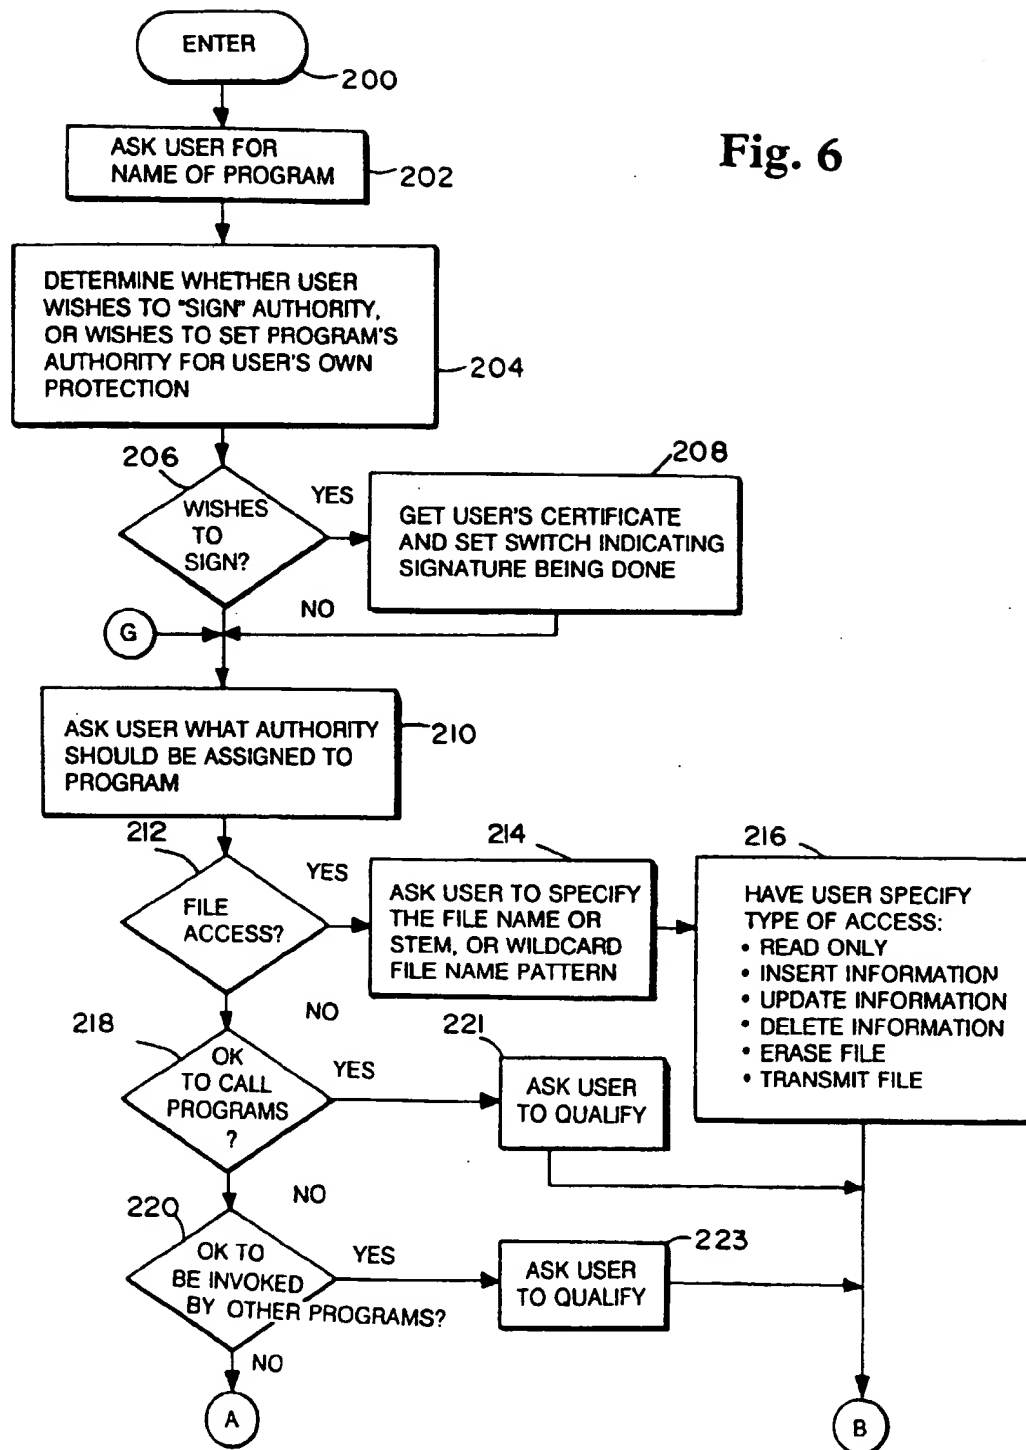 ENTER
200
Fig. 6
ASK USER FOR
NAME OF PROGRAM
202
DETERMINE WHETHER USER
WISHES TO "SIGN" AUTHORITY,
OR WISHES TO SET PROGRAM'S
AUTHORITY FOR USER'S OWN
PROTECTION
204
206
WISHES
TO
SIGN?
YES
208
GET USER'S CERTIFICATE
AND SET SWITCH INDICATING
SIGNATURE BEING DONE
NO
G
ASK USER WHAT AUTHORITY
SHOULD BE ASSIGNED TO
PROGRAM
210
212
FILE
ACCESS?
YES
214
ASK USER TO SPECIFY
THE FILE NAME OR
STEM, OR WILDCARD
FILE NAME PATTERN
216
HAVE USER SPECIFY
TYPE OF ACCESS:
• READ ONLY
• INSERT INFORMATION
• UPDATE INFORMATION
• DELETE INFORMATION
• ERASE FILE
• TRANSMIT FILE
NO
218
OK
TO CALL
PROGRAMS
?
YES
221
ASK USER
TO QUALIFY
NO
220
OK TO
BE INVOKED
BY OTHER PROGRAMS?
YES
223
ASK USER
TO QUALIFY
NO
A
B